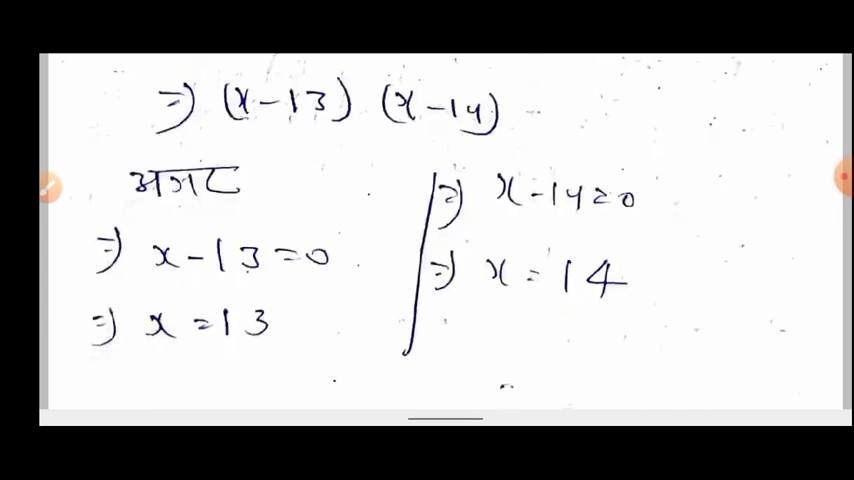 ⇒ (x-13) (x-14)
अगर
⇒ x-13=0
⇒ x=13
⇒ x-14=0
⇒ x=14